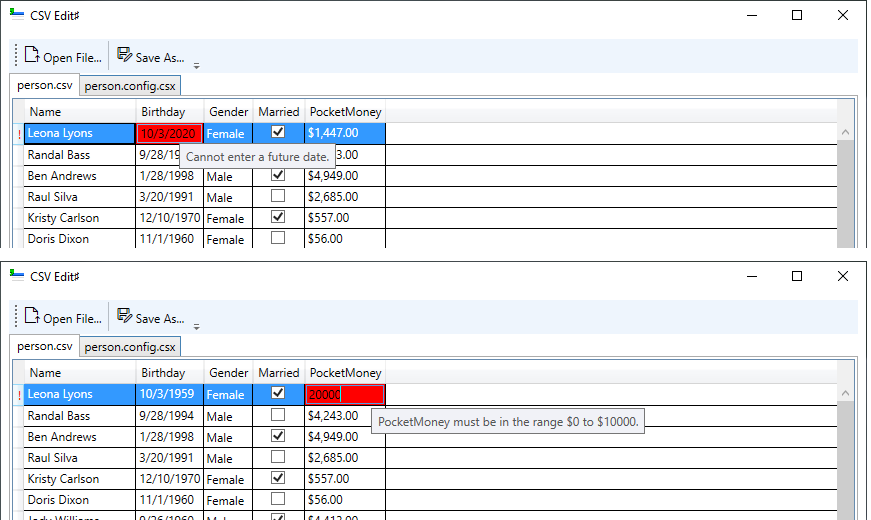 CSV Edit♯
Open File...
Save As...
person.csv
person.config.csx
Name Birthday Gender Married PocketMoney
! Leona Lyons 10/3/2020 Female $1,447.00
Randal Bass 9/28/19 3.00
Cannot enter a future date.
Ben Andrews 1/28/1998 Male $4,949.00
Raul Silva 3/20/1991 Male $2,685.00
Kristy Carlson 12/10/1970 Female $557.00
Doris Dixon 11/1/1960 Female $56.00
CSV Edit♯
Open File...
Save As...
person.csv
person.config.csx
Name Birthday Gender Married PocketMoney
! Leona Lyons 10/3/1959 Female 20000
Randal Bass 9/28/1994 Male $4,243.00
PocketMoney must be in the range $0 to $10000.
Ben Andrews 1/28/1998 Male $4,949.00
Raul Silva 3/20/1991 Male $2,685.00
Kristy Carlson 12/10/1970 Female $557.00
Doris Dixon 11/1/1960 Female $56.00